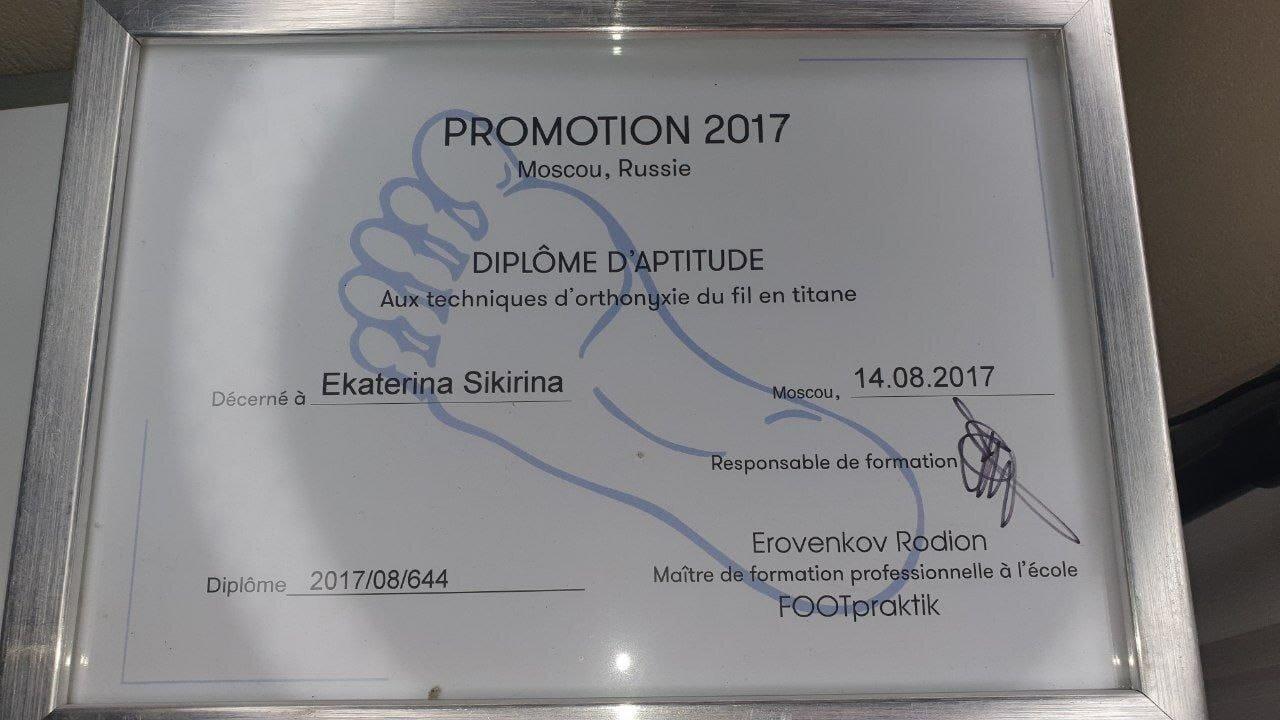 PROMOTION 2017
Moscou, Russie
DIPLÔME D'APTITUDE
Aux techniques d'orthonyxie du fil en titane
Décerné à Ekaterina Sikirina
Moscou, 14.08.2017
Responsable de formation
Erovenkov Rodion
Maître de formation professionnelle à l'école
FOOTpraktik
Diplôme 2017/08/644